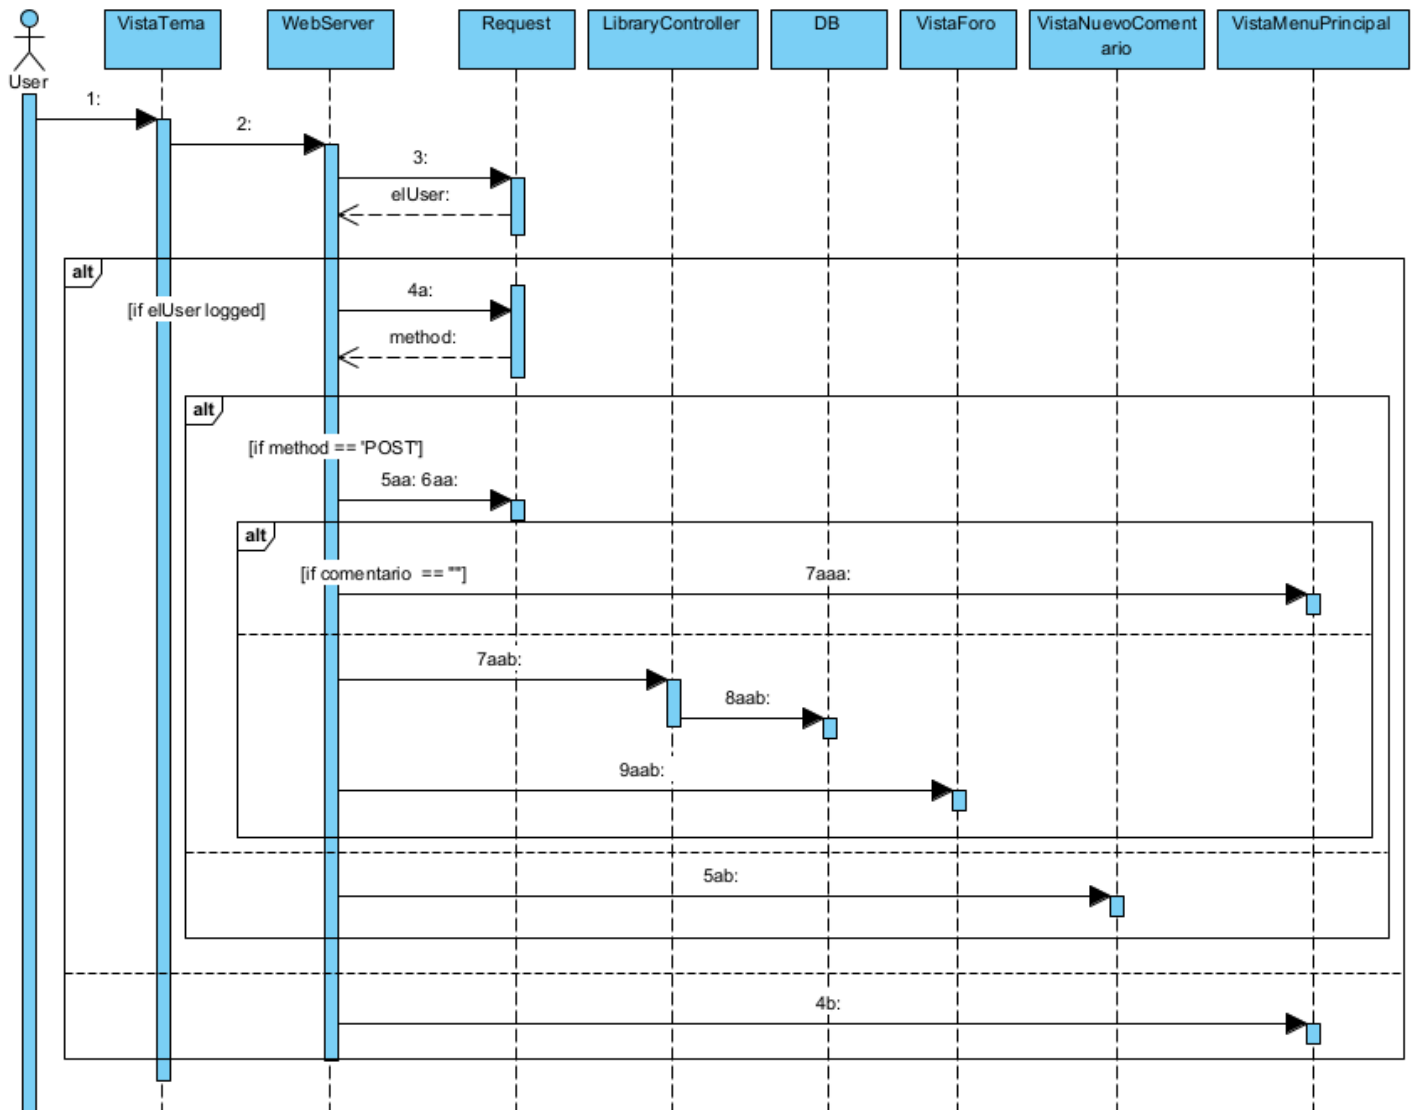 VistaTema
WebServer
Request
LibraryController
DB
VistaForo
VistaNuevoComent
ario
VistaMenuPrincipal
User
1:
2:
3:
elUser:
alt
[if elUser logged]
4a:
method:
alt
[if method == 'POST']
5aa: 6aa:
alt
[if comentario == ""]
7aaa:
7aab:
8aab:
9aab:
5ab:
4b: